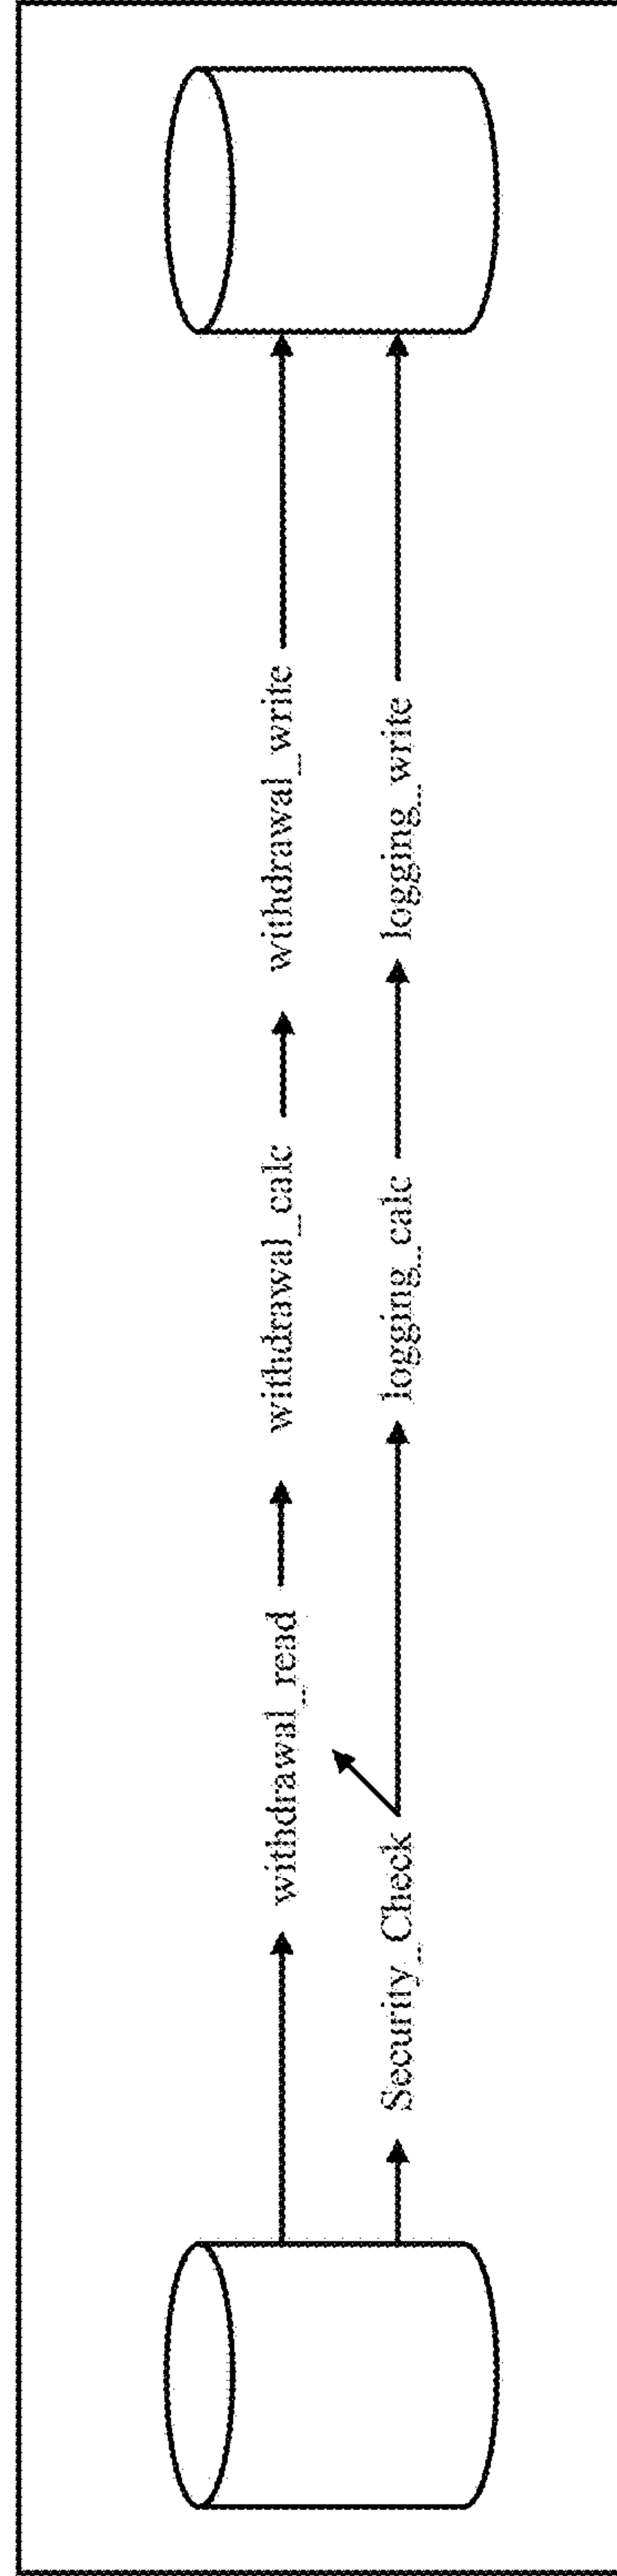 withdrawal_read
withdrawal_calc
withdrawal_write
Security_Check
logging_calc
logging_write